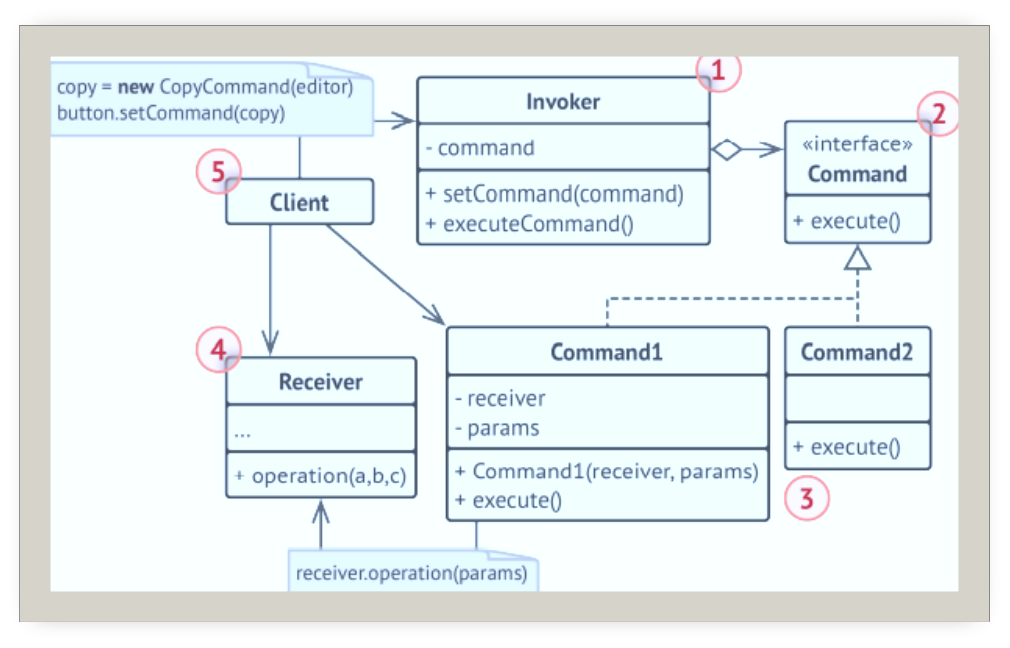 copy = new CopyCommand(editor)
button.setCommand(copy)
1
Invoker
- command
+ setCommand(command)
+ executeCommand()
2
«interface»
Command
+ execute()
5
Client
4
Receiver
...
+ operation(a,b,c)
Command1
- receiver
- params
+ Command1(receiver, params)
+ execute()
Command2
+ execute()
3
receiver.operation(params)